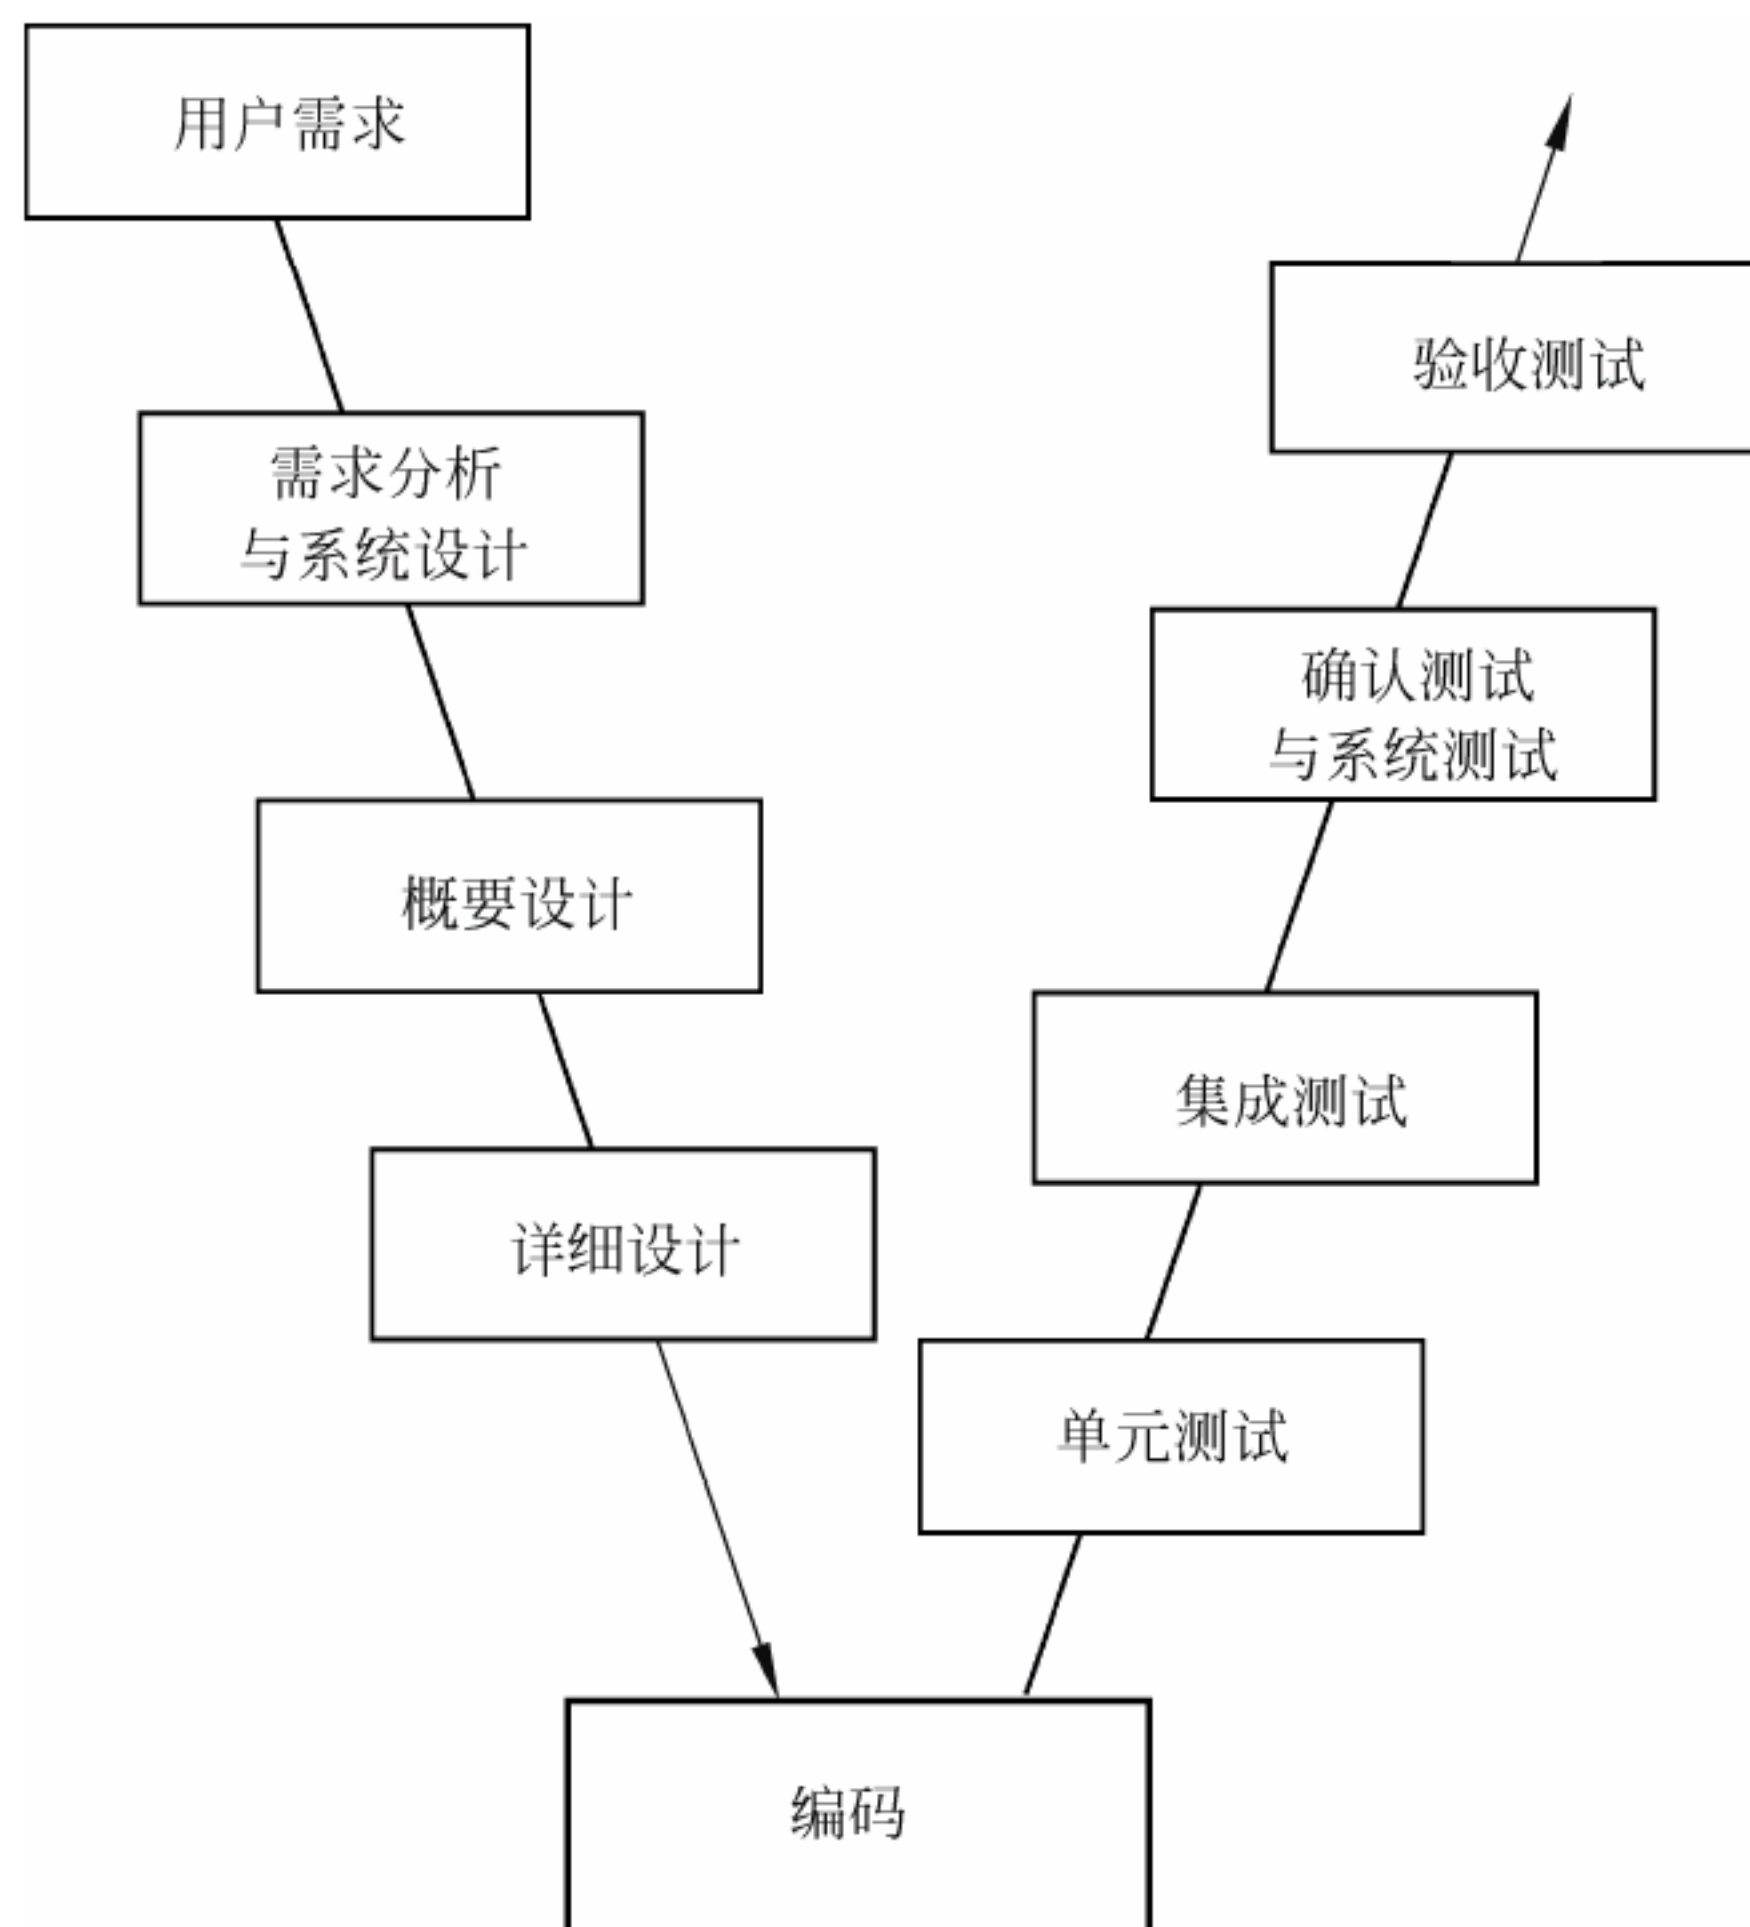 用户需求
需求分析
与系统设计
概要设计
详细设计
编码
单元测试
集成测试
确认测试
与系统测试
验收测试